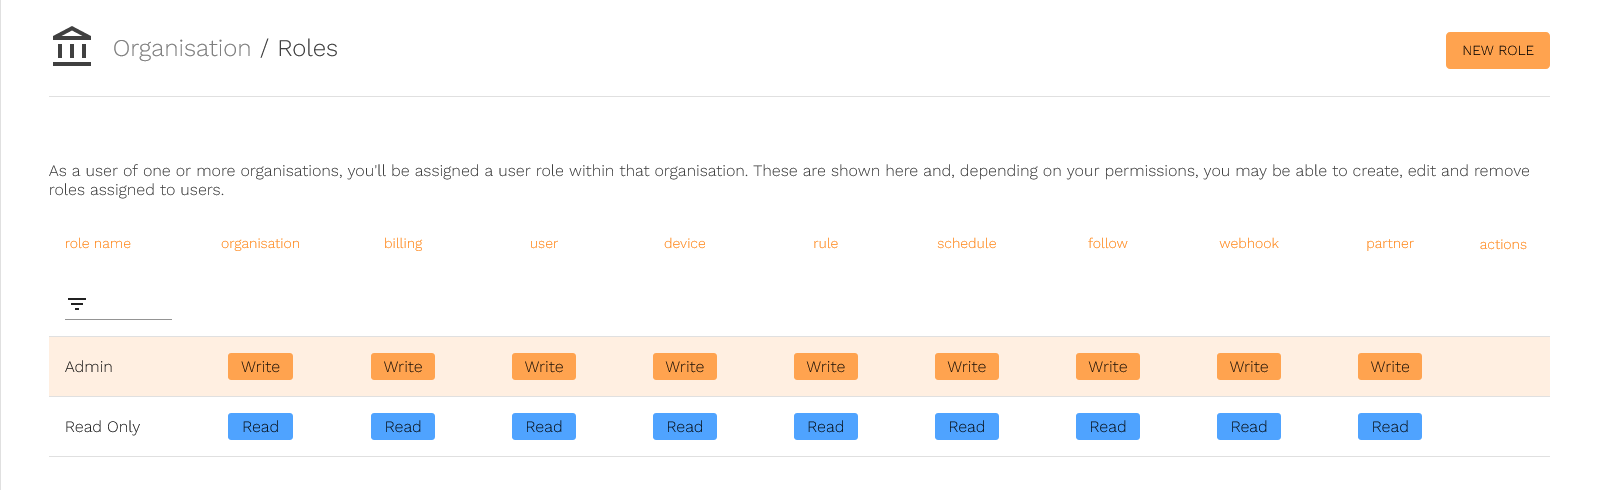 Organisation / Roles
NEW ROLE
As a user of one or more organisations, you'll be assigned a user role within that organisation. These are shown here and, depending on your permissions, you may be able to create, edit and remove
roles assigned to users.
role name organisation billing user device rule schedule follow webhook partner actions
Admin Write Write Write Write Write Write Write Write Write
Read Only Read Read Read Read Read Read Read Read Read